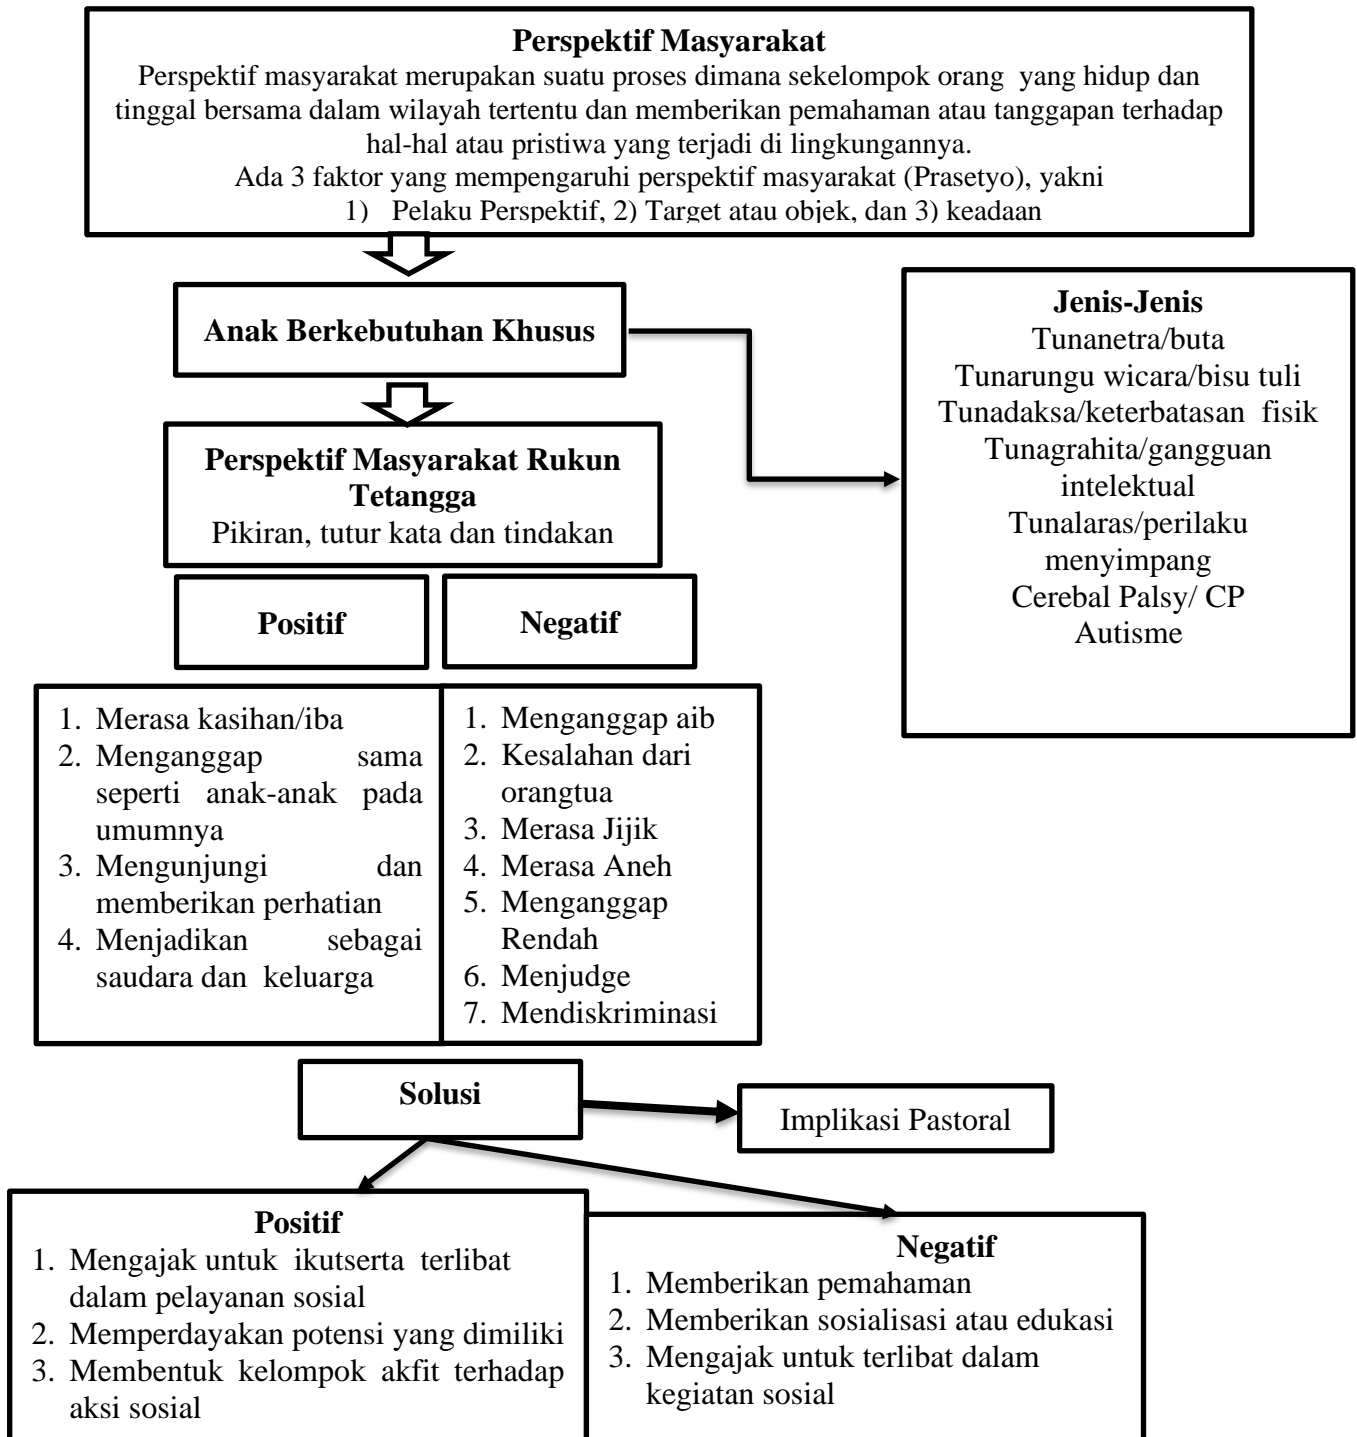 Perspektif Masyarakat
Perspektif masyarakat merupakan suatu proses dimana sekelompok orang yang hidup dan
tinggal bersama dalam wilayah tertentu dan memberikan pemahaman atau tanggapan terhadap
hal-hal atau pristiwa yang terjadi di lingkungannya.
Ada 3 faktor yang mempengaruhi perspektif masyarakat (Prasetyo), yakni
1) Pelaku Perspektif, 2) Target atau objek, dan 3) keadaan
Anak Berkebutuhan Khusus
Jenis-Jenis
Tunanetra/buta
Tunarungu wicara/bisu tuli
Tunadaksa/keterbatasan fisik
Tunagrahita/gangguan
intelektual
Tunalaras/perilaku
menyimpang
Cerebal Palsy/ CP
Autisme
Perspektif Masyarakat Rukun
Tetangga
Pikiran, tutur kata dan tindakan
Positif
Negatif
1. Merasa kasihan/iba
2. Menganggap sama
seperti anak-anak pada
umumnya
3. Mengunjungi dan
memberikan perhatian
4. Menjadikan sebagai
saudara dan keluarga
1. Menganggap aib
2. Kesalahan dari
orangtua
3. Merasa Jijik
4. Merasa Aneh
5. Menganggap
Rendah
6. Menjudge
7. Mendiskriminasi
Solusi
Implikasi Pastoral
Positif
1. Mengajak untuk ikutserta terlibat
dalam pelayanan sosial
2. Memperdayakan potensi yang dimiliki
3. Membentuk kelompok akfit terhadap
aksi sosial
Negatif
1. Memberikan pemahaman
2. Memberikan sosialisasi atau edukasi
3. Mengajak untuk terlibat dalam
kegiatan sosial